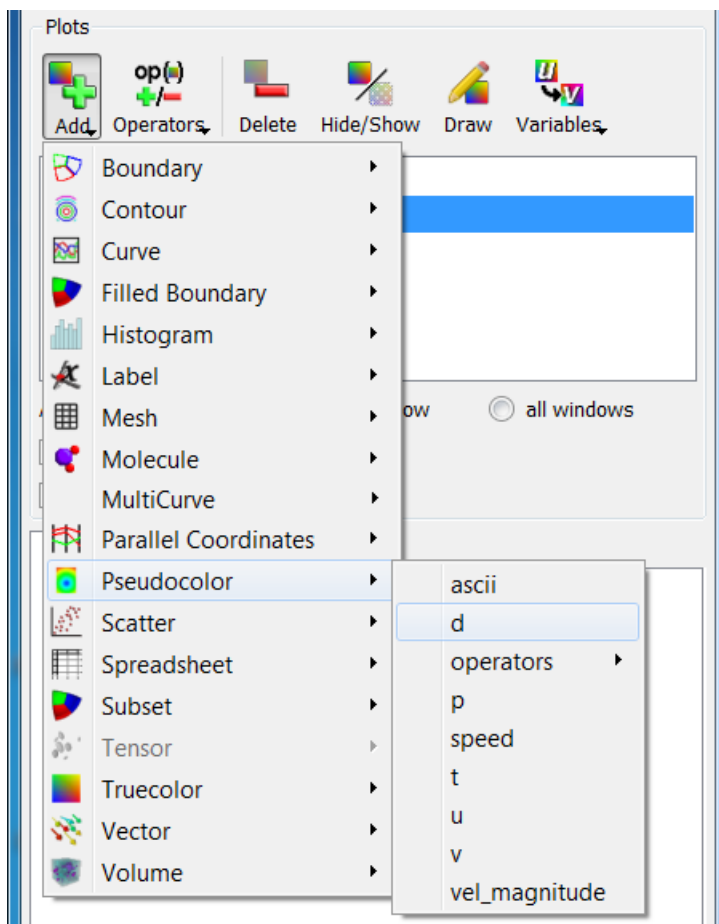 Plots
op( )
+/−
Add Operators Delete Hide/Show Draw Variables
Boundary
Contour
Curve
Filled Boundary
Histogram
Label
Mesh
ow all windows
Molecule
MultiCurve
Parallel Coordinates
Pseudocolor
ascii
Scatter
d
Spreadsheet
operators
Subset
p
Tensor
speed
Truecolor
t
Vector
u
Volume
v
vel_magnitude